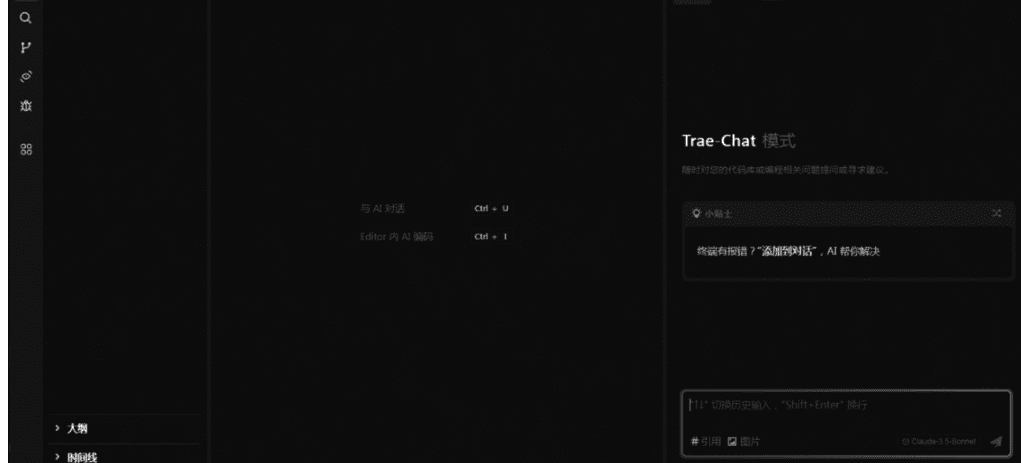 Trae-Chat 模式
随时对您的代码库或编程相关问题提问或寻求建议。
与 AI 对话 Ctrl + U
Editor 内 AI 编码 Ctrl + I
小贴士
终端有报错？“添加到对话”，AI 帮你解决
"↑↓" 切换历史输入，"Shift+Enter" 换行
# 引用 图片 Claude-3.5-Sonnet
大纲
时间线